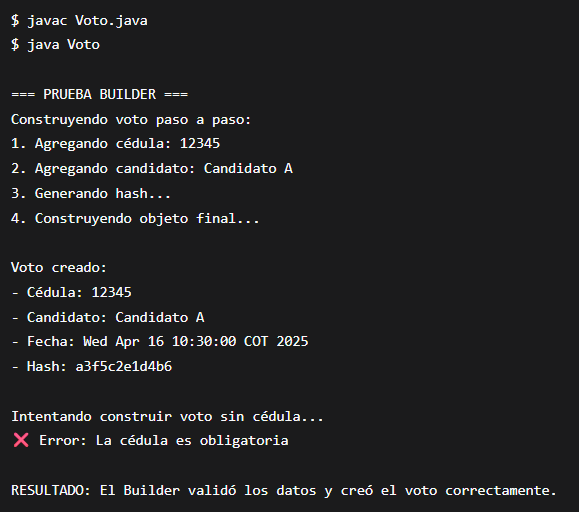 $ javac Voto.java
$ java Voto
=== PRUEBA BUILDER ===
Construyendo voto paso a paso:
1. Agregando cédula: 12345
2. Agregando candidato: Candidato A
3. Generando hash...
4. Construyendo objeto final...
Voto creado:
- Cédula: 12345
- Candidato: Candidato A
- Fecha: Wed Apr 16 10:30:00 COT 2025
- Hash: a3f5c2e1d4b6
Intentando construir voto sin cédula...
❌ Error: La cédula es obligatoria
RESULTADO: El Builder validó los datos y creó el voto correctamente.